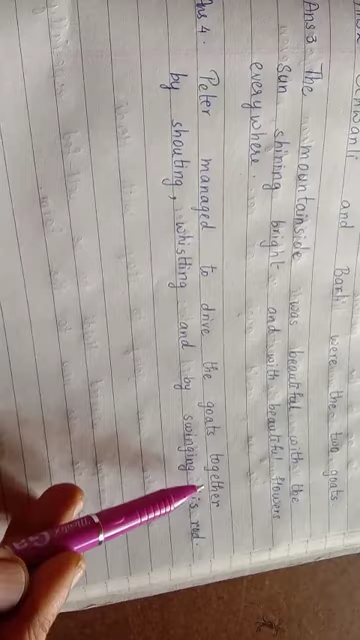 Schwanli and Barli were the two goats
Ans 3. The mountainside was beautiful with the
sun shining bright and with beautiful flowers
everywhere.
Ans 4. Peter managed to drive the goats together
by shouting, whistling and by swinging is rod.